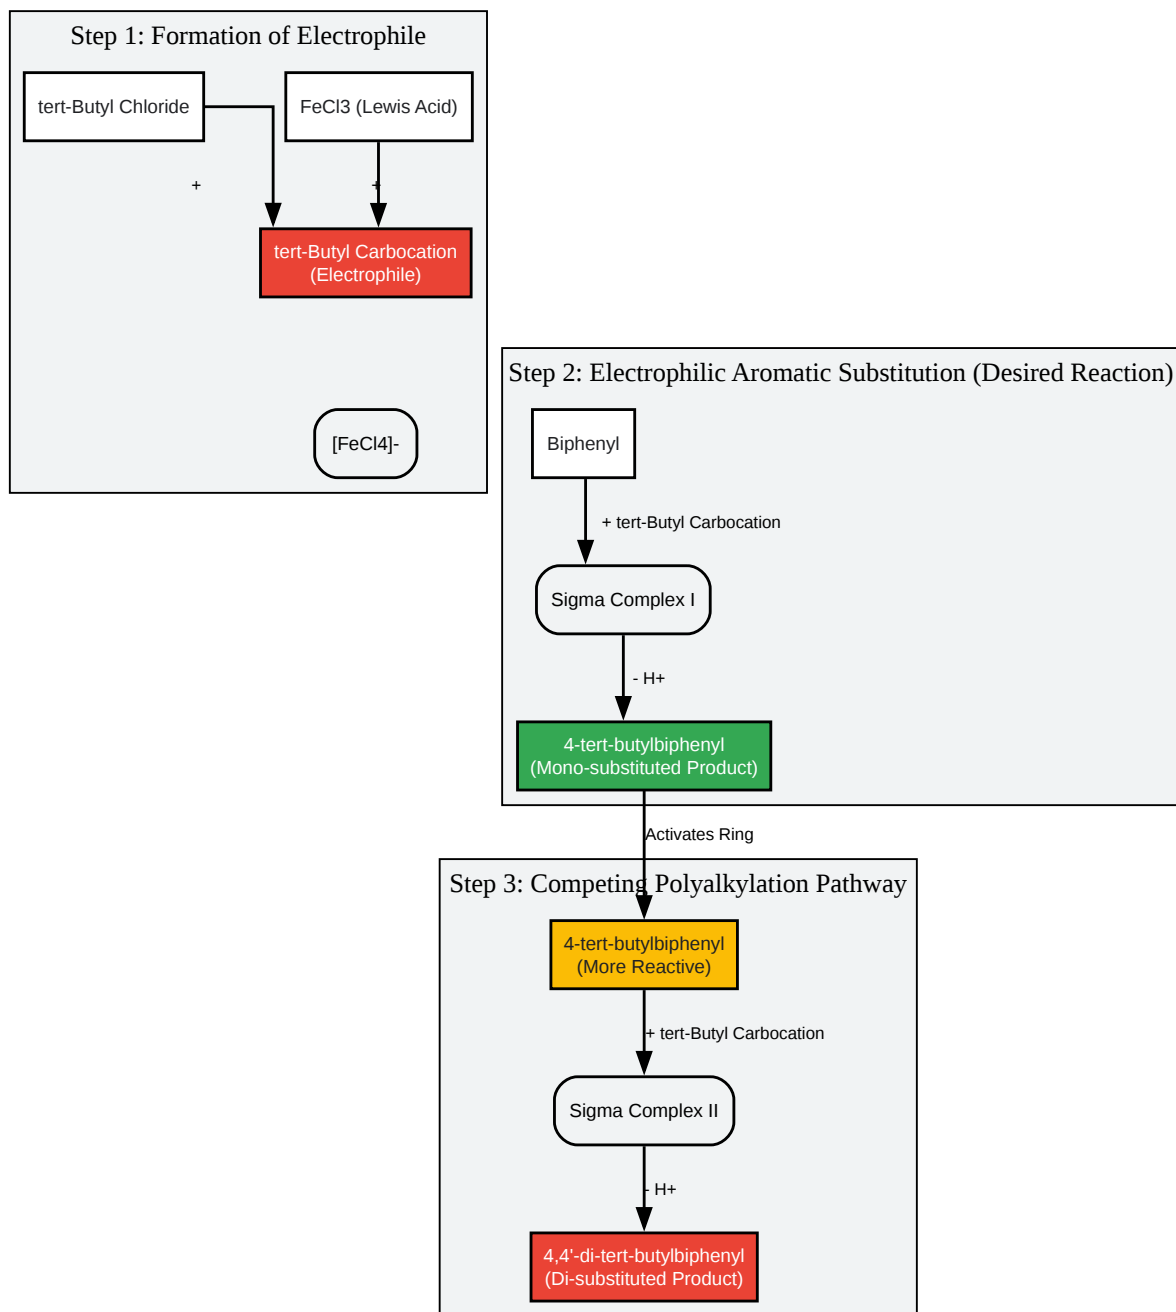 Step 1: Formation of Electrophile
tert-Butyl Chloride
FeCl3 (Lewis Acid)
+
+
tert-Butyl Carbocation
(Electrophile)
[FeCl4]-
Step 2: Electrophilic Aromatic Substitution (Desired Reaction)
Biphenyl
+ tert-Butyl Carbocation
Sigma Complex I
- H+
4-tert-butylbiphenyl
(Mono-substituted Product)
Activates Ring
Step 3: Competing Polyalkylation Pathway
4-tert-butylbiphenyl
(More Reactive)
+ tert-Butyl Carbocation
Sigma Complex II
- H+
4,4'-di-tert-butylbiphenyl
(Di-substituted Product)